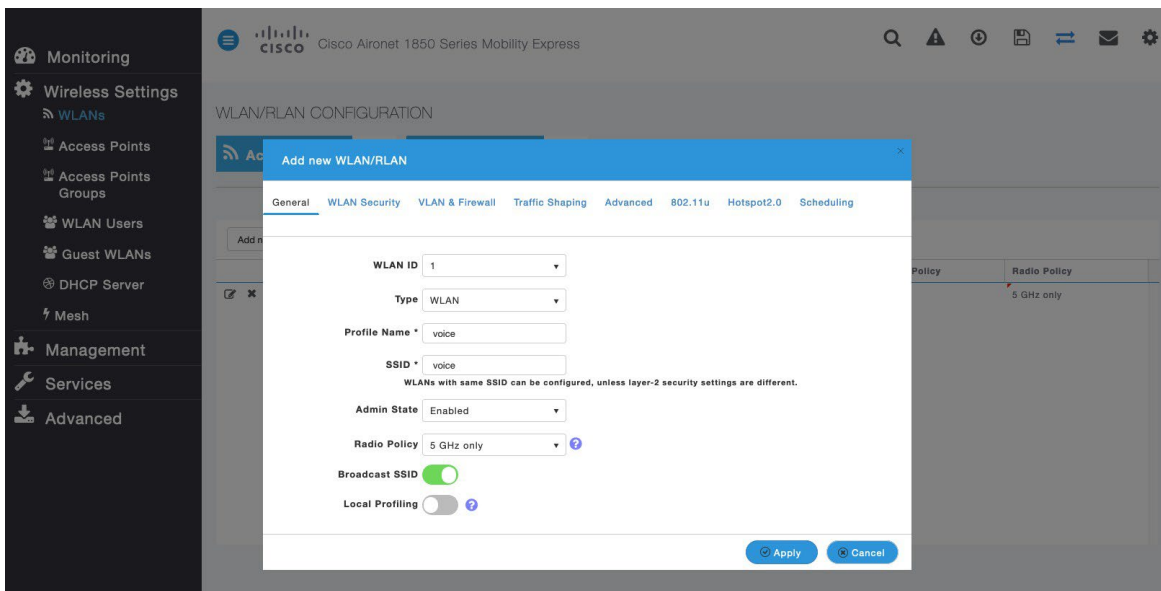 CISCO Cisco Aironet 1850 Series Mobility Express
Monitoring
Wireless Settings
WLANs
Access Points
Access Points
Groups
WLAN Users
Guest WLANs
DHCP Server
Mesh
Management
Services
Advanced
WLAN/RLAN CONFIGURATION
Add new WLAN/RLAN
General WLAN Security VLAN & Firewall Traffic Shaping Advanced 802.11u Hotspot2.0 Scheduling
WLAN ID 1
Type WLAN
Profile Name * voice
SSID * voice
WLANs with same SSID can be configured, unless layer-2 security settings are different.
Admin State Enabled
Radio Policy 5 GHz only
Broadcast SSID
Local Profiling
Apply Cancel
Policy Radio Policy
5 GHz only